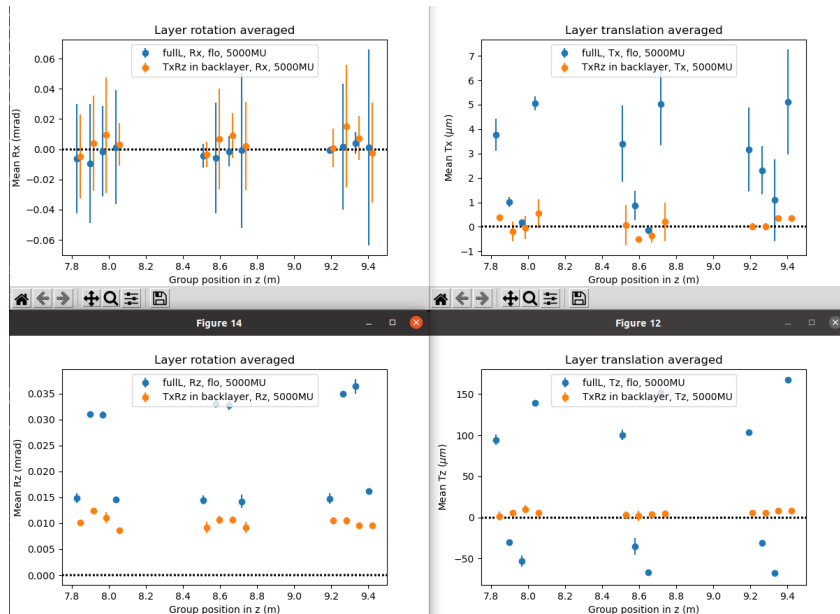 Layer rotation averaged
fullL, Rx, flo, 5000MU
TxRz in backlayer, Rx, 5000MU
Mean Rx (mrad)
0.06
0.04
0.02
0.00
−0.02
−0.04
−0.06
7.8 8.0 8.2 8.4 8.6 8.8 9.0 9.2 9.4
Group position in z (m)
Layer translation averaged
fullL, Tx, flo, 5000MU
TxRz in backlayer, Tx, 5000MU
Mean Tx (μm)
7
6
5
4
3
2
1
0
−1
7.8 8.0 8.2 8.4 8.6 8.8 9.0 9.2 9.4
Group position in z (m)
Figure 14
Layer rotation averaged
fullL, Rz, flo, 5000MU
TxRz in backlayer, Rz, 5000MU
Mean Rz (mrad)
0.035
0.030
0.025
0.020
0.015
0.010
0.005
0.000
7.8 8.0 8.2 8.4 8.6 8.8 9.0 9.2 9.4
Group position in z (m)
Figure 12
Layer translation averaged
fullL, Tz, flo, 5000MU
TxRz in backlayer, Tz, 5000MU
Mean Tz (μm)
150
100
50
0
−50
7.8 8.0 8.2 8.4 8.6 8.8 9.0 9.2 9.4
Group position in z (m)